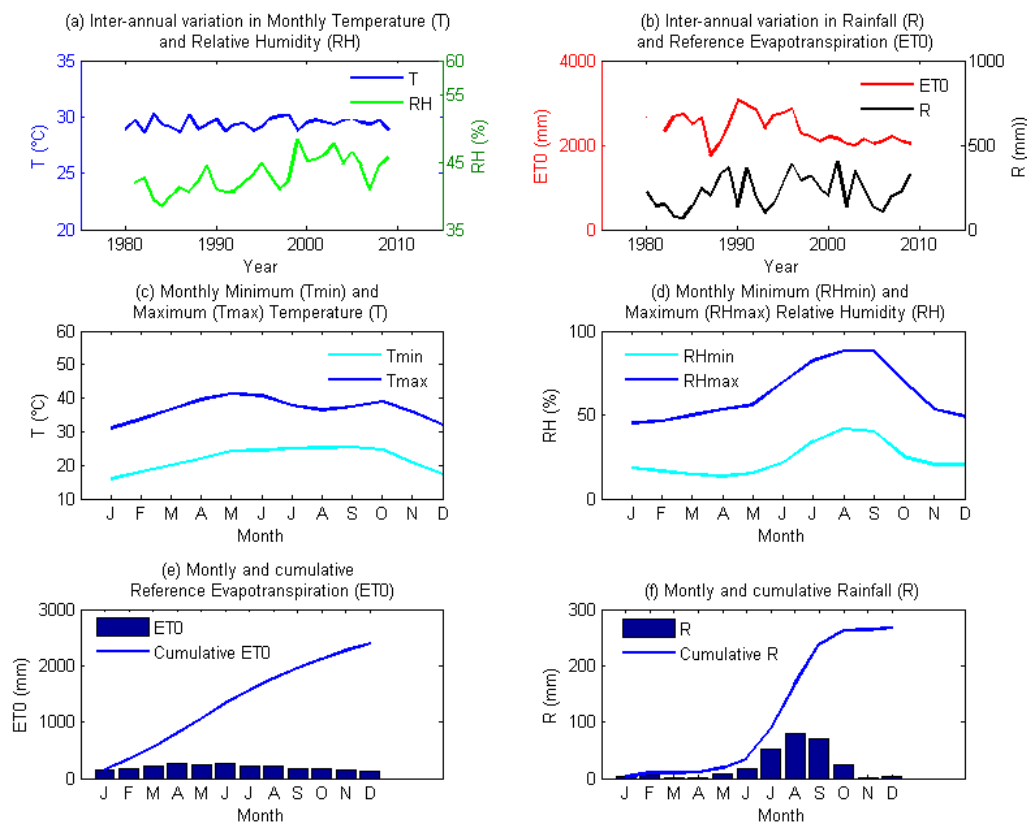 (a) Inter-annual variation in Monthly Temperature (T)
and Relative Humidity (RH)
35
30
25
20
T (°C)
60
55
45
35
RH (%)
T
RH
1980
1990
2000
2010
Year
(b) Inter-annual variation in Rainfall (R)
and Reference Evapotranspiration (ET0)
4000
2000
0
ET0 (mm)
1000
500
0
R (mm)
ET0
R
1980
1990
2000
2010
Year
(c) Monthly Minimum (Tmin) and
Maximum (Tmax) Temperature (T)
60
50
40
30
20
10
T (°C)
Tmin
Tmax
J F M A M J J A S O N D
Month
(d) Monthly Minimum (RHmin) and
Maximum (RHmax) Relative Humidity (RH)
100
50
0
RH (%)
RHmin
RHmax
J F M A M J J A S O N D
Month
(e) Montly and cumulative
Reference Evapotranspiration (ET0)
3000
2000
1000
0
ET0 (mm)
ET0
Cumulative ET0
J F M A M J J A S O N D
Month
(f) Montly and cumulative Rainfall (R)
300
200
100
0
R (mm)
R
Cumulative R
J F M A M J J A S O N D
Month